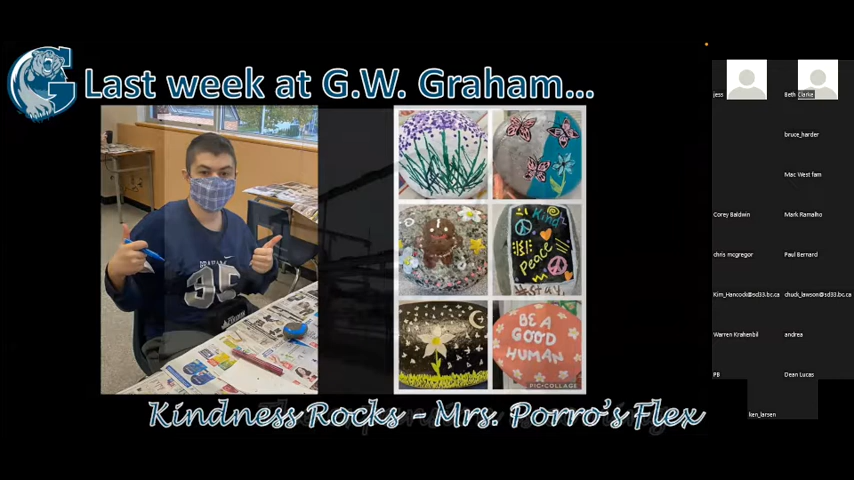 Last week at G.W. Graham...
35
Kindness
Peace
BE A
GOOD
HUMAN
PIC-COLLAGE
Kindness Rocks - Mrs. Porro's Flex
jess
Beth Clarke
bruce_harder
Mac West fam
Corey Baldwin
Mark Ramalho
chris mcgregor
Paul Bernard
Kim_Hancock@sd33.bc.ca
chuck_lawson@sd33.bc.ca
Warren Krahenbil
andrea
PB
Dean Lucas
ken_larsen